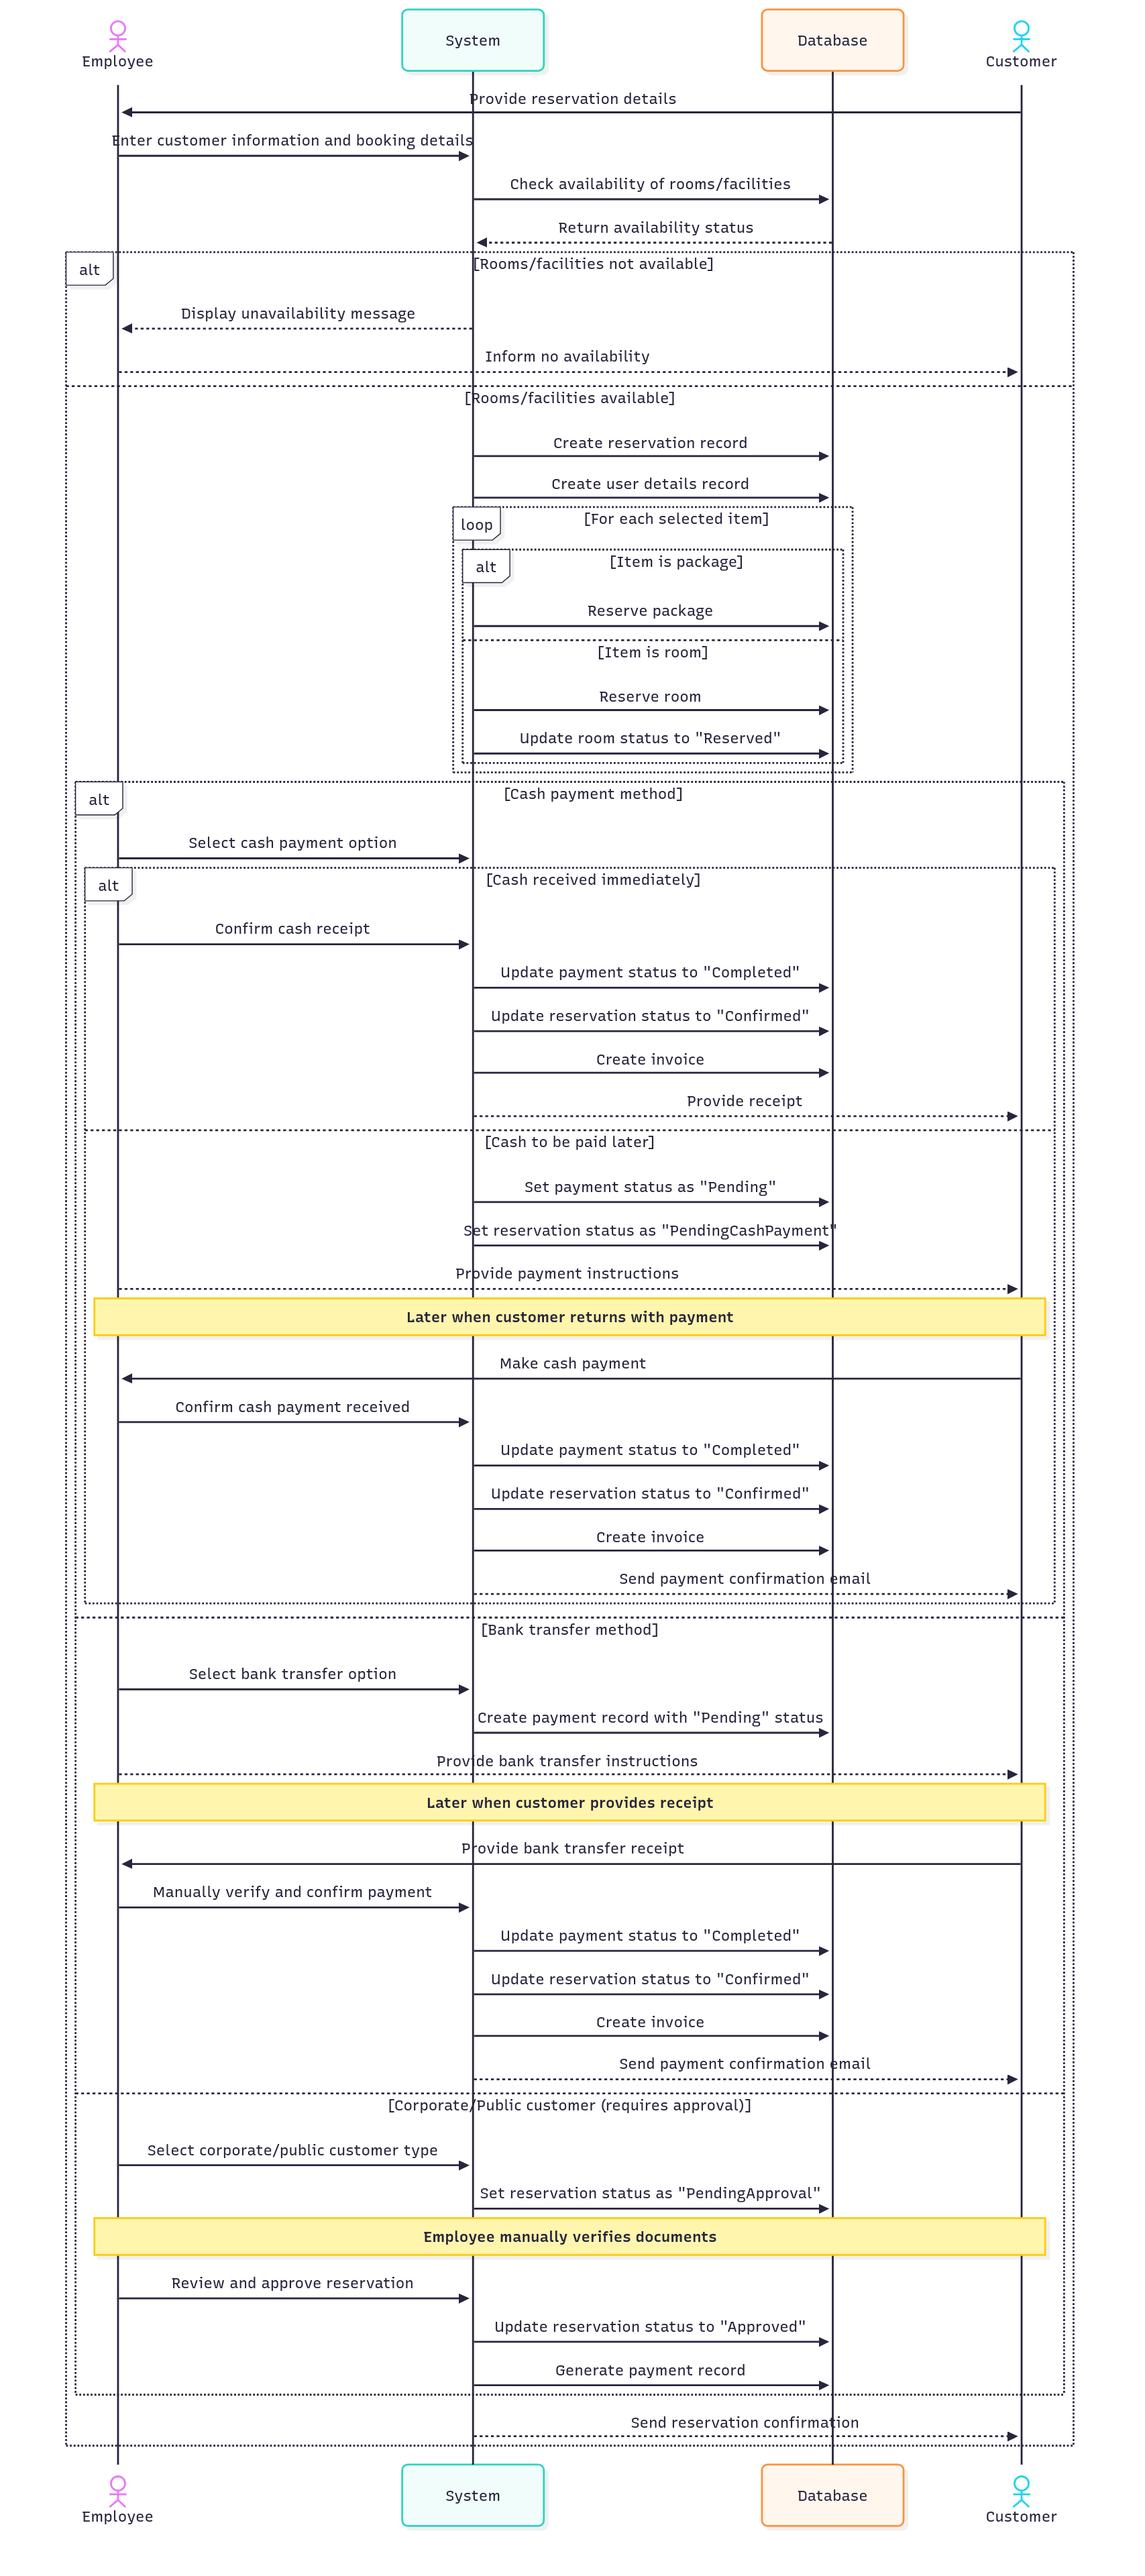 Employee
System
Database
Customer
Provide reservation details
Enter customer information and booking details
Check availability of rooms/facilities
Return availability status
alt
[Rooms/facilities not available]
Display unavailability message
Inform no availability
[Rooms/facilities available]
Create reservation record
Create user details record
loop
[For each selected item]
alt
[Item is package]
Reserve package
[Item is room]
Reserve room
Update room status to "Reserved"
alt
[Cash payment method]
Select cash payment option
alt
[Cash received immediately]
Confirm cash receipt
Update payment status to "Completed"
Update reservation status to "Confirmed"
Create invoice
Provide receipt
[Cash to be paid later]
Set payment status as "Pending"
Set reservation status as "PendingCashPayment"
Provide payment instructions
Later when customer returns with payment
Make cash payment
Confirm cash payment received
Update payment status to "Completed"
Update reservation status to "Confirmed"
Create invoice
Send payment confirmation email
[Bank transfer method]
Select bank transfer option
Create payment record with "Pending" status
Provide bank transfer instructions
Later when customer provides receipt
Provide bank transfer receipt
Manually verify and confirm payment
Update payment status to "Completed"
Update reservation status to "Confirmed"
Create invoice
Send payment confirmation email
[Corporate/Public customer (requires approval)]
Select corporate/public customer type
Set reservation status as "PendingApproval"
Employee manually verifies documents
Review and approve reservation
Update reservation status to "Approved"
Generate payment record
Send reservation confirmation
Employee
System
Database
Customer